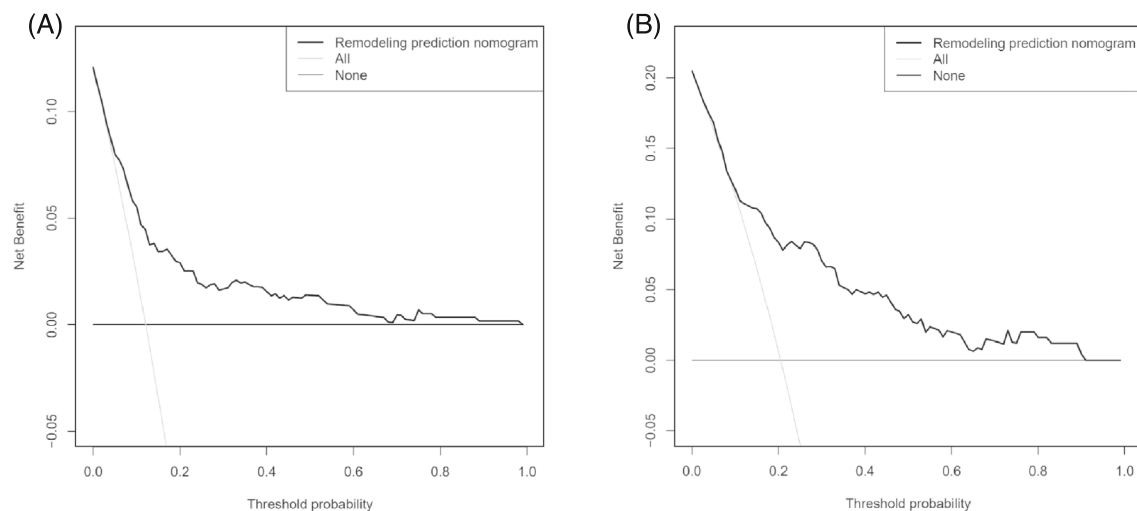 (A)
Remodeling prediction nomogram
All
None
Net Benefit
0.10
0.05
0.00
−0.05
0.0 0.2 0.4 0.6 0.8 1.0
Threshold probability
(B)
Remodeling prediction nomogram
All
None
Net Benefit
0.20
0.15
0.10
0.05
0.00
−0.05
0.0 0.2 0.4 0.6 0.8 1.0
Threshold probability